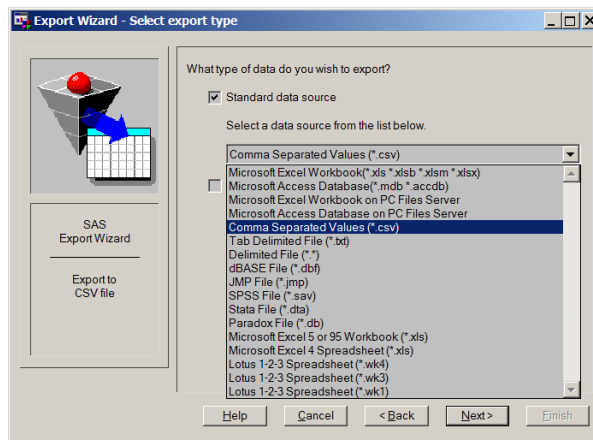 Export Wizard - Select export type
What type of data do you wish to export?
Standard data source
Select a data source from the list below.
Comma Separated Values (*.csv)
Microsoft Excel Workbook(*.xls *.xlsb *.xlsm *.xlsx)
Microsoft Access Database(*.mdb *.accdb)
Microsoft Excel Workbook on PC Files Server
Microsoft Access Database on PC Files Server
Comma Separated Values (*.csv)
Tab Delimited File (*.txt)
Delimited File (*.*)
dBASE File (*.dbf)
JMP File (*.jmp)
SPSS File (*.sav)
Stata File (*.dta)
Paradox File (*.db)
Microsoft Excel 5 or 95 Workbook (*.xls)
Microsoft Excel 4 Spreadsheet (*.xls)
Lotus 1-2-3 Spreadsheet (*.wk4)
Lotus 1-2-3 Spreadsheet (*.wk3)
Lotus 1-2-3 Spreadsheet (*.wk1)
SAS
Export Wizard
Export to
CSV file
Help
Cancel
< Back
Next >
Finish